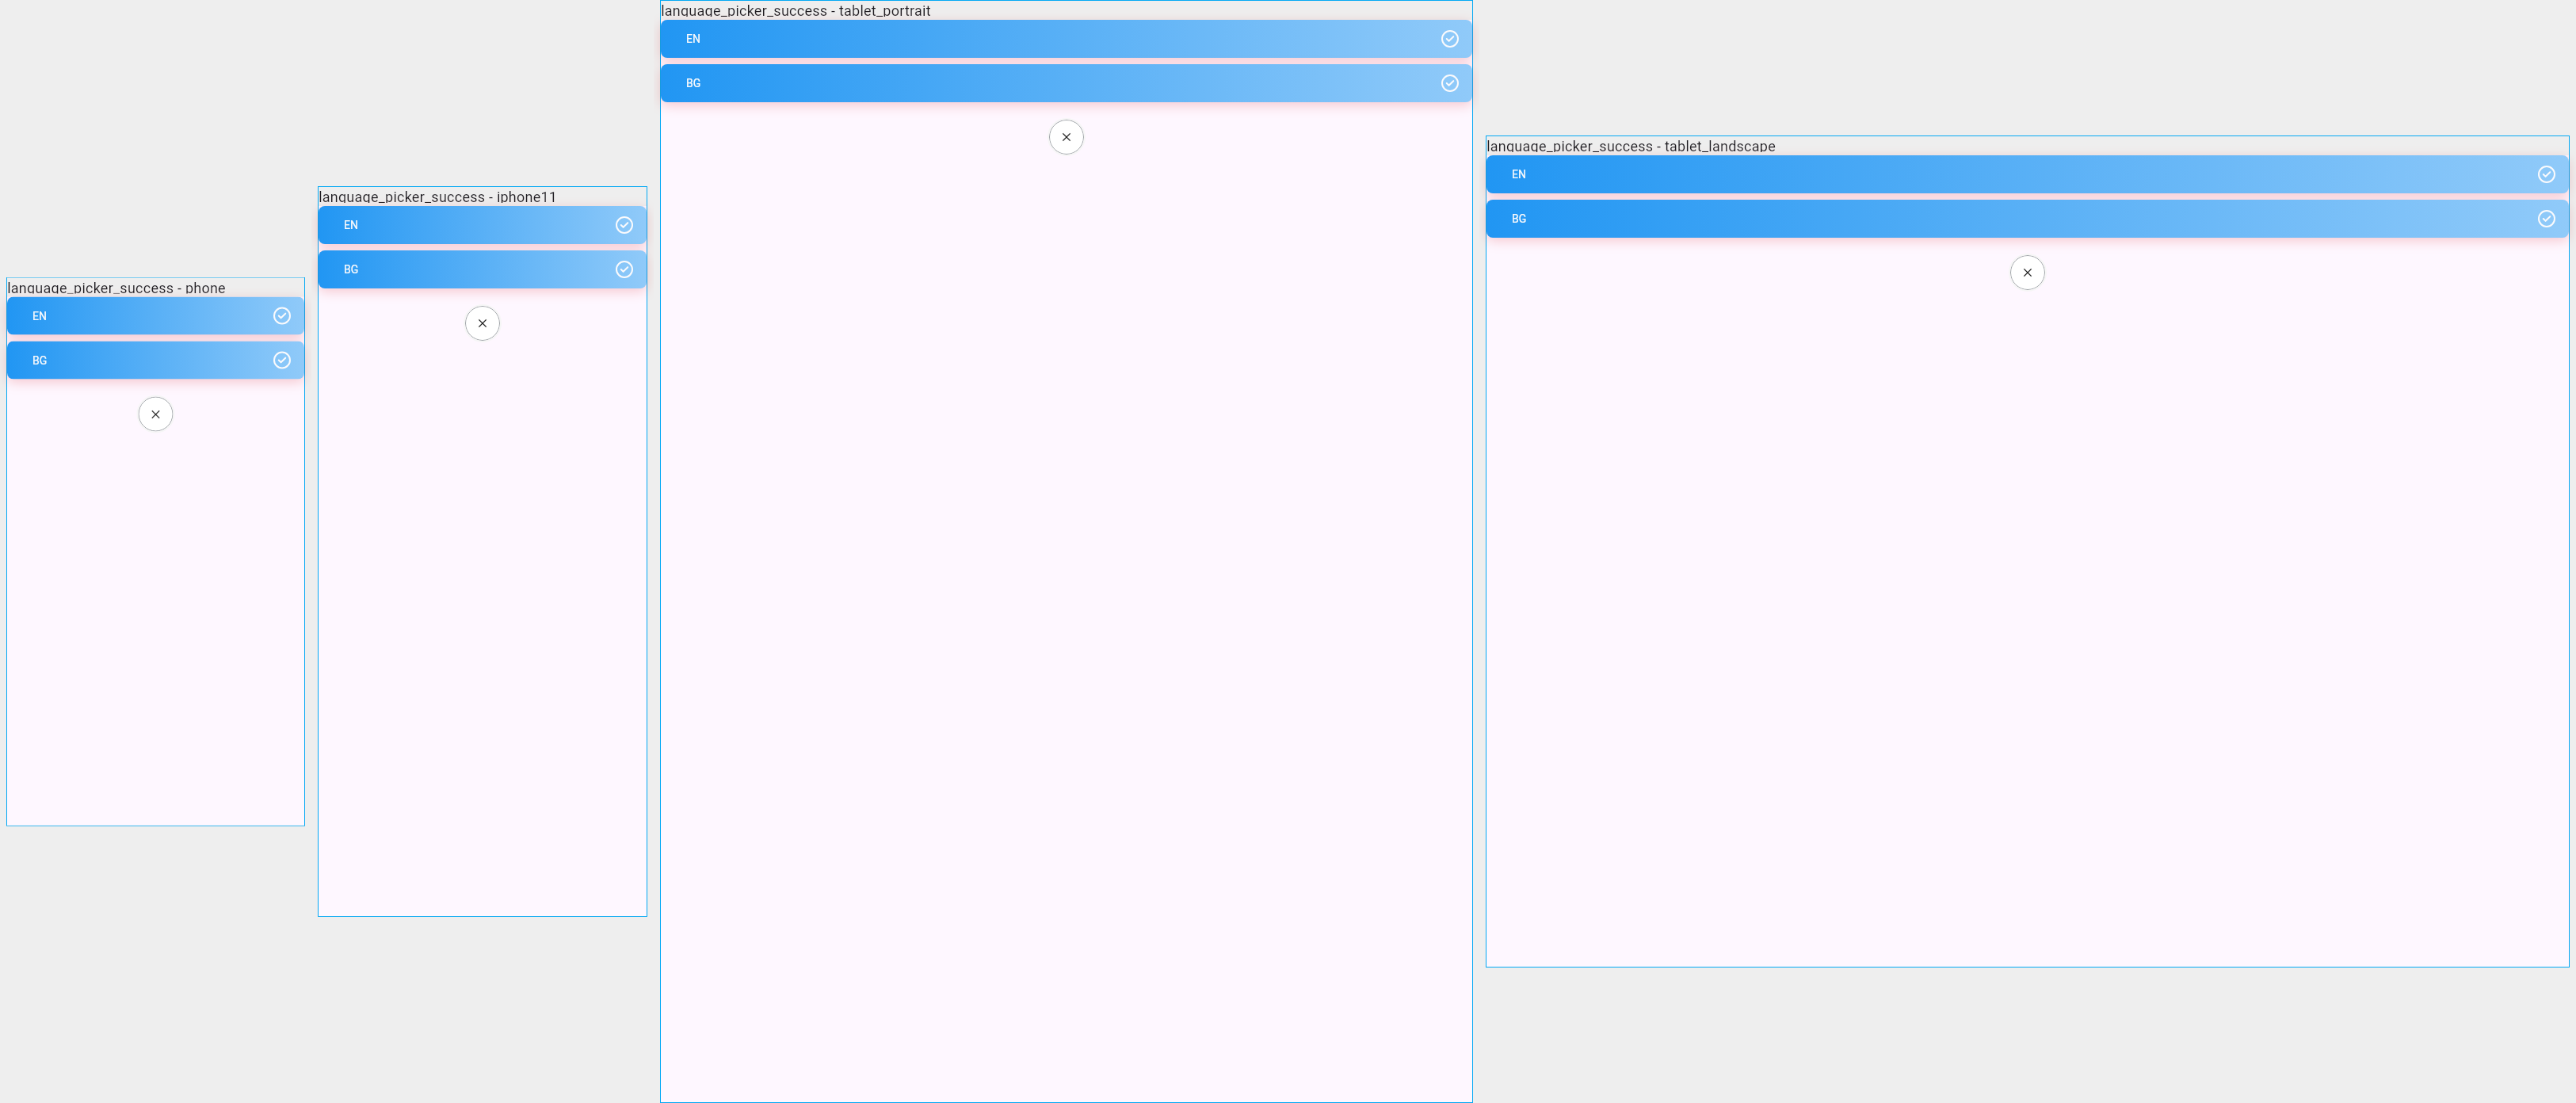 language_picker_success - phone
EN
BG
language_picker_success - iphone11
EN
BG
language_picker_success - tablet_portrait
EN
BG
language_picker_success - tablet_landscape
EN
BG